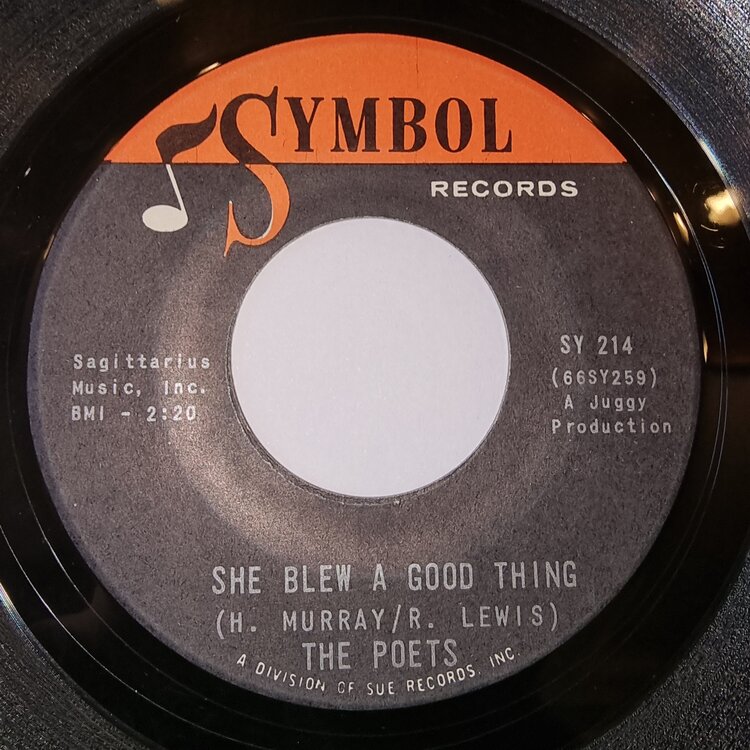 SYMBOL
RECORDS
Sagittarius
Music, Inc.
BMI - 2:20
SY 214
(66SY259)
A Juggy
Production
SHE BLEW A GOOD THING
(H. MURRAY/R. LEWIS)
THE POETS
A DIVISION OF SUE RECORDS, INC.